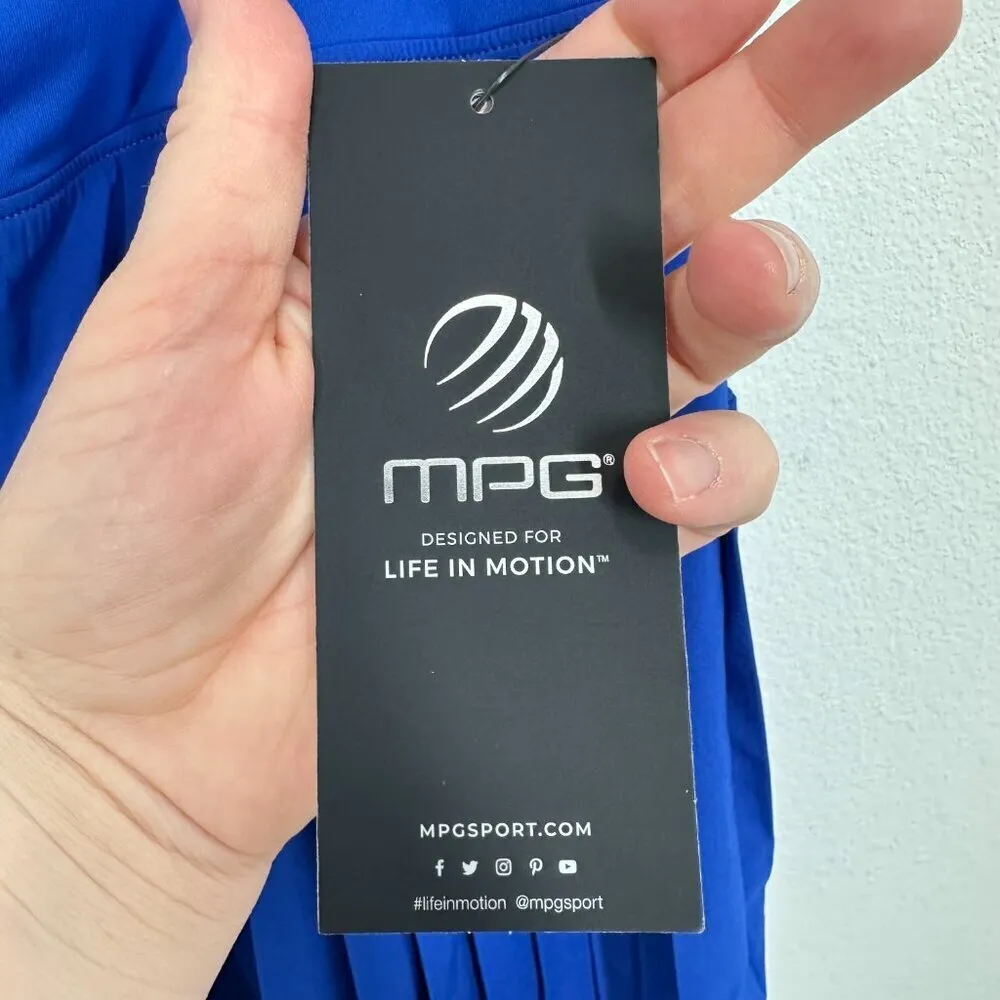 MPG®
DESIGNED FOR
LIFE IN MOTION™
MPGSPORT.COM
#lifeinmotion @mpgsport